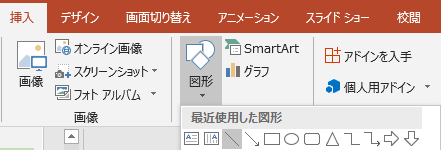 挿入 デザイン 画面切り替え アニメーション スライド ショー 校閲
画像
オンライン画像
スクリーンショット
フォト アルバム
画像
図形
SmartArt
グラフ
アドインを入手
個人用アドイン
最近使用した図形